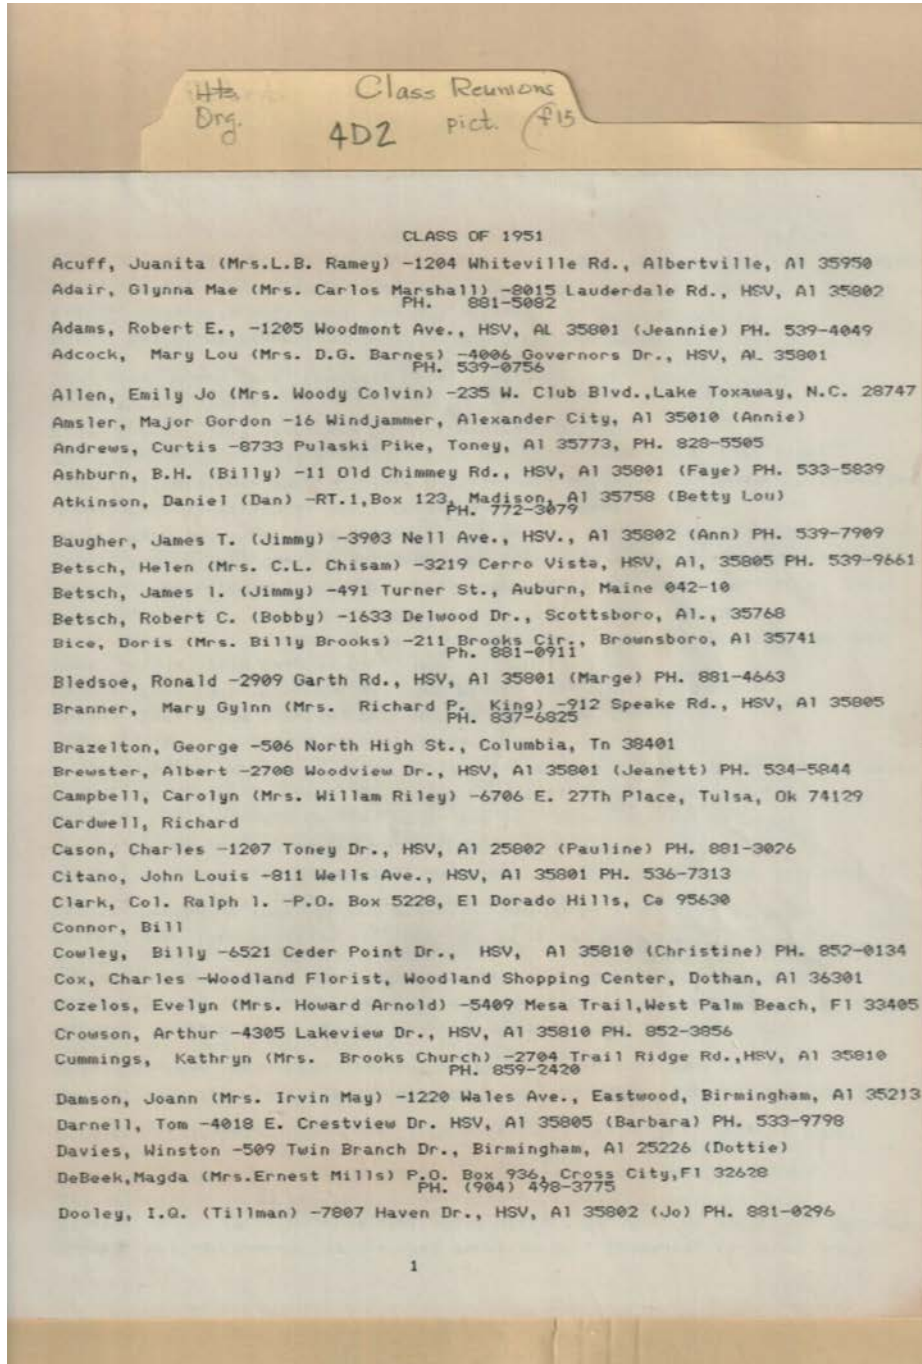 Hts. Class Reunions
Org. 4D2 pict. f15
CLASS OF 1951
Acuff, Juanita (Mrs.L.B. Ramey) -1204 Whiteville Rd., Albertville, Al 35950
Adair, Glynna Mae (Mrs. Carlos Marshall) -8015 Lauderdale Rd., HSV, Al 35802
PH. 881-5082
Adams, Robert E., -1205 Woodmont Ave., HSV, AL 35801 (Jeannie) PH. 539-4049
Adcock, Mary Lou (Mrs. D.G. Barnes) -4006 Governors Dr., HSV, AL 35801
PH. 539-0756
Allen, Emily Jo (Mrs. Woody Colvin) -235 W. Club Blvd.,Lake Toxaway, N.C. 28747
Amsler, Major Gordon -16 Windjammer, Alexander City, Al 35010 (Annie)
Andrews, Curtis -8733 Pulaski Pike, Toney, Al 35773, PH. 828-5505
Ashburn, B.H. (Billy) -11 Old Chimmey Rd., HSV, Al 35801 (Faye) PH. 533-5839
Atkinson, Daniel (Dan) -RT.1,Box 123, Madison, Al 35758 (Betty Lou)
PH. 772-3079
Baugher, James T. (Jimmy) -3903 Nell Ave., HSV., Al 35802 (Ann) PH. 539-7909
Betsch, Helen (Mrs. C.L. Chisam) -3219 Cerro Vista, HSV, Al, 35805 PH. 539-9661
Betsch, James l. (Jimmy) -491 Turner St., Auburn, Maine 042-10
Betsch, Robert C. (Bobby) -1633 Delwood Dr., Scottsboro, Al., 35768
Bice, Doris (Mrs. Billy Brooks) -211 Brooks Cir., Brownsboro, Al 35741
Ph. 881-0911
Bledsoe, Ronald -2909 Garth Rd., HSV, Al 35801 (Marge) PH. 881-4663
Branner, Mary Gylnn (Mrs. Richard P. King) -912 Speake Rd., HSV, Al 35805
PH. 837-6825
Brazelton, George -506 North High St., Columbia, Tn 38401
Brewster, Albert -2708 Woodview Dr., HSV, Al 35801 (Jeanett) PH. 534-5844
Campbell, Carolyn (Mrs. Willam Riley) -6706 E. 27Th Place, Tulsa, Ok 74129
Cardwell, Richard
Cason, Charles -1207 Toney Dr., HSV, Al 25802 (Pauline) PH. 881-3026
Citano, John Louis -811 Wells Ave., HSV, Al 35801 PH. 536-7313
Clark, Col. Ralph l. -P.O. Box 5228, El Dorado Hills, Ca 95630
Connor, Bill
Cowley, Billy -6521 Ceder Point Dr., HSV, Al 35810 (Christine) PH. 852-0134
Cox, Charles -Woodland Florist, Woodland Shopping Center, Dothan, Al 36301
Cozelos, Evelyn (Mrs. Howard Arnold) -5409 Mesa Trail,West Palm Beach, Fl 33405
Crowson, Arthur -4305 Lakeview Dr., HSV, Al 35810 PH. 852-3856
Cummings, Kathryn (Mrs. Brooks Church) -2704 Trail Ridge Rd.,HSV, Al 35810
PH. 859-2420
Damson, Joann (Mrs. Irvin May) -1220 Wales Ave., Eastwood, Birmingham, Al 35213
Darnell, Tom -4018 E. Crestview Dr. HSV, Al 35805 (Barbara) PH. 533-9798
Davies, Winston -509 Twin Branch Dr., Birmingham, Al 25226 (Dottie)
DeBeek,Magda (Mrs.Ernest Mills) P.O. Box 936, Cross City,Fl 32628
PH. (904) 498-3775
Dooley, I.Q. (Tillman) -7807 Haven Dr., HSV, Al 35802 (Jo) PH. 881-0296
1